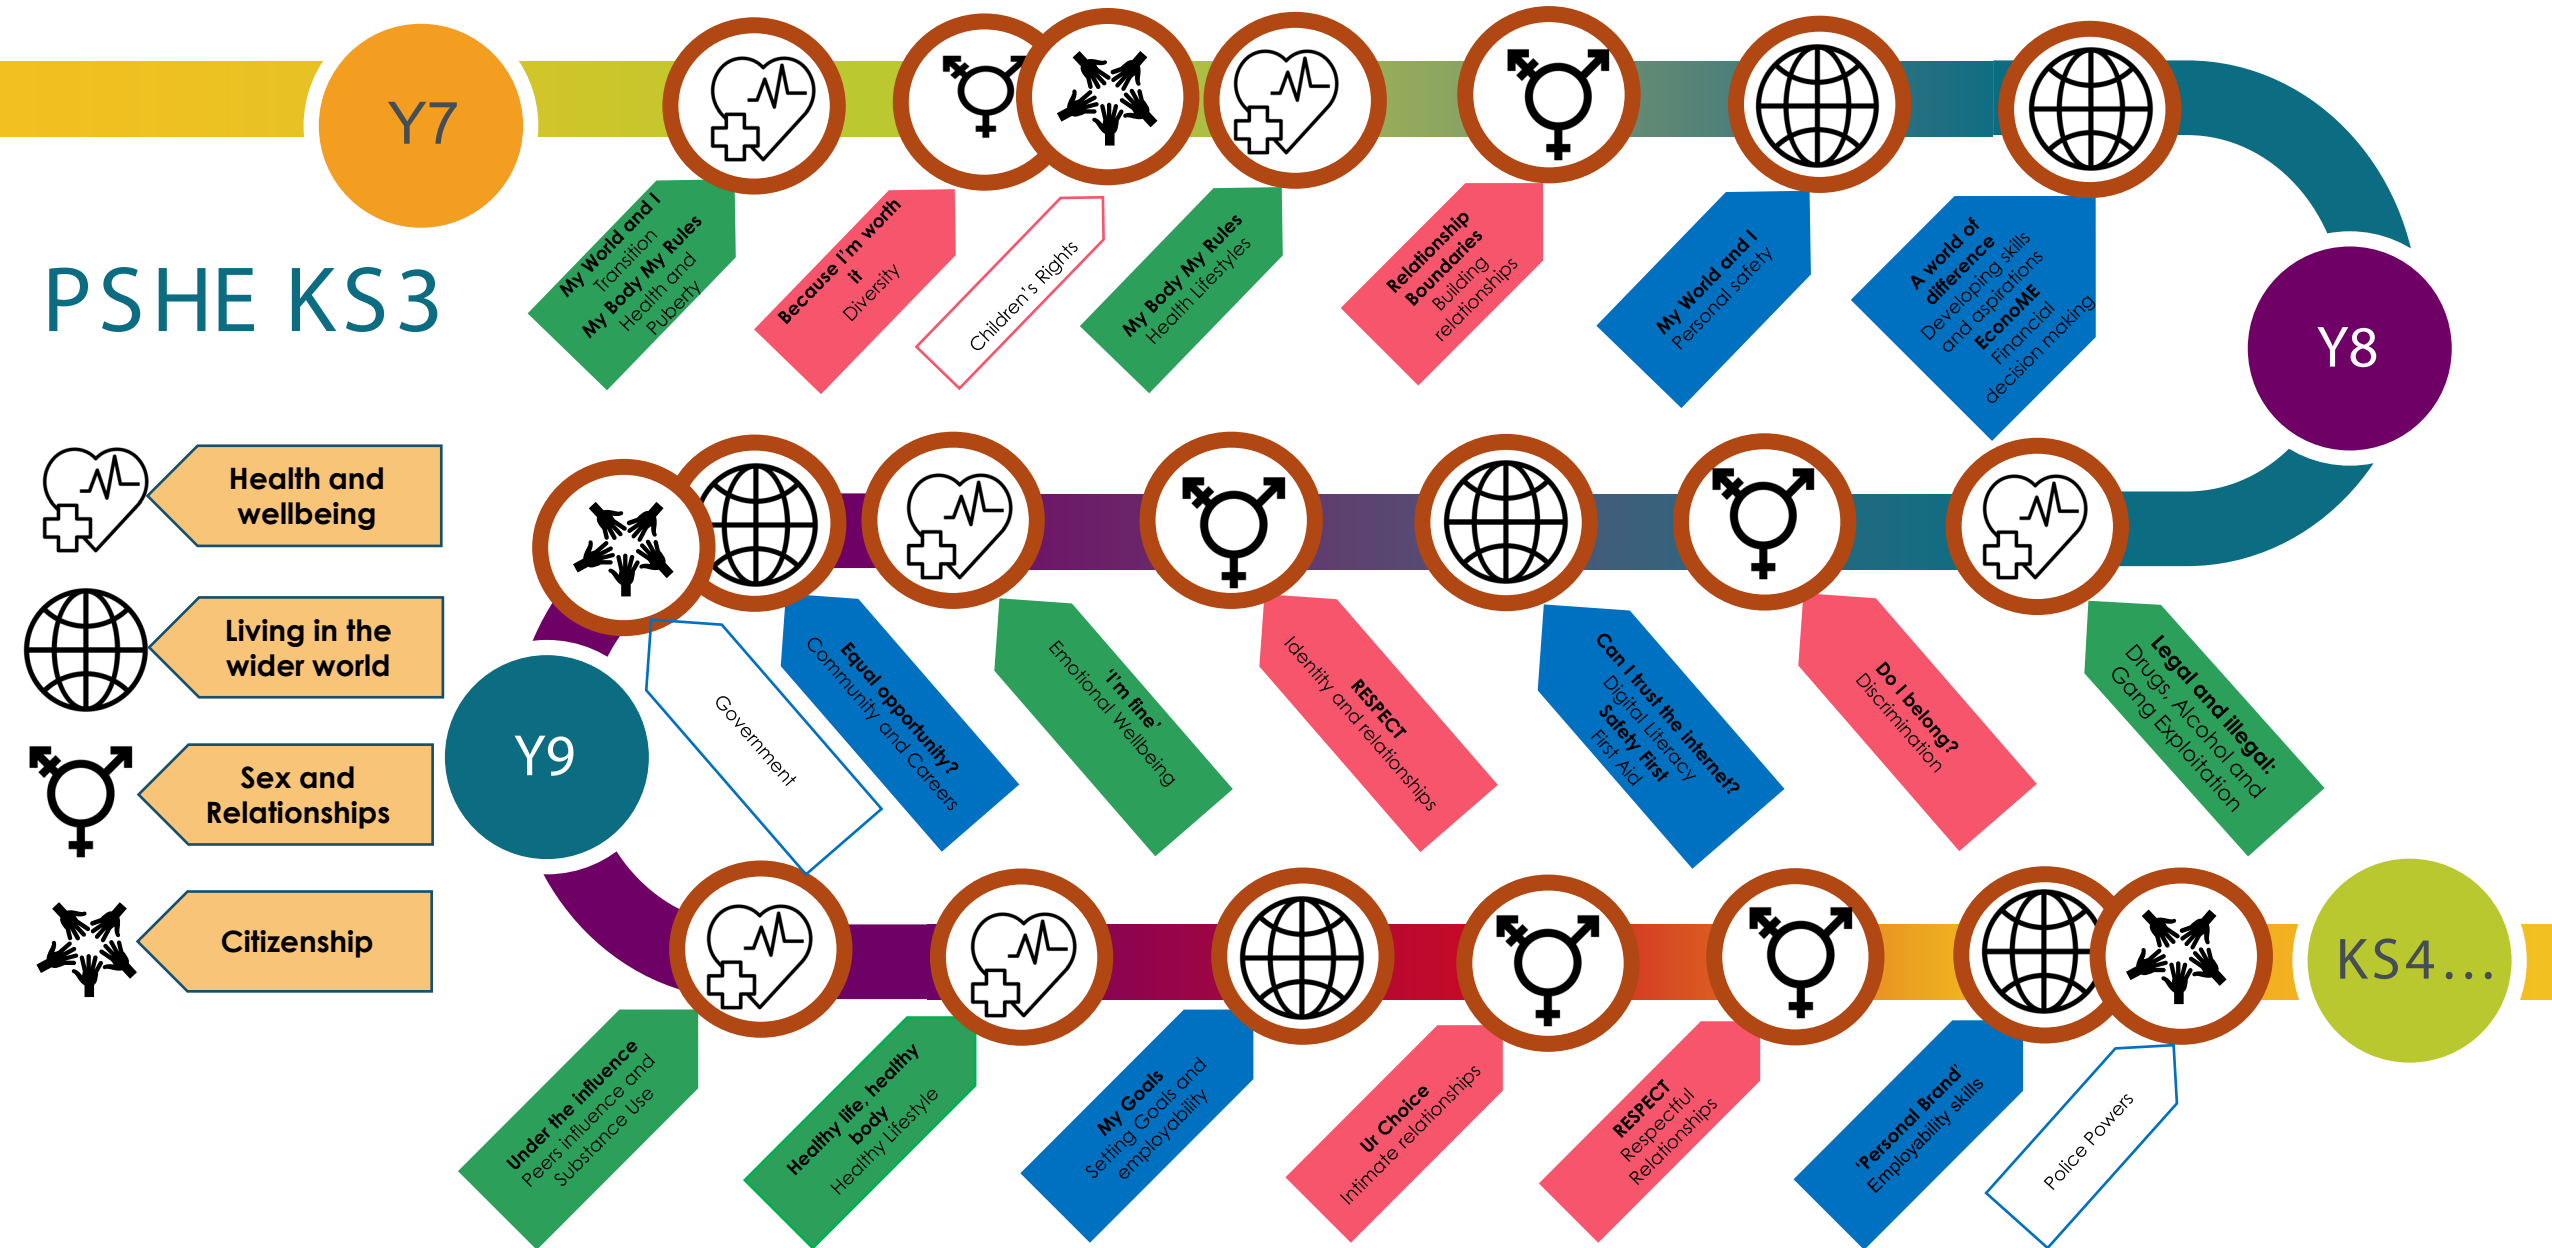 Y7
PSHE KS3
My World and I
Transition
My Body My Rules
Health and
Puberty
Because I'm worth
it
Diversity
Children's Rights
My Body My Rules
Health Lifestyles
Relationship
Boundaries
Building
relationships
My World and I
Personal safety
A world of
difference
Developing skills
and aspirations
EconoME
Financial
decision making
Y8
Health and
wellbeing
Living in the
wider world
Sex and
Relationships
Citizenship
Legal and illegal:
Drugs, Alcohol and
Gang Exploitation
Do I belong?
Discrimination
Can I trust the internet?
Digital Literacy
Safety First
First Aid
RESPECT
Identity and relationships
'I'm fine'
Emotional Wellbeing
Equal opportunity?
Community and Careers
Government
Y9
Under the influence
Peers influence and
Substance Use
Healthy life, healthy
body
Healthy Lifestyle
My Goals
Setting Goals and
employability
Ur Choice
Intimate relationships
RESPECT
Respectful
Relationships
'Personal Brand'
Employability skills
Police Powers
KS4...